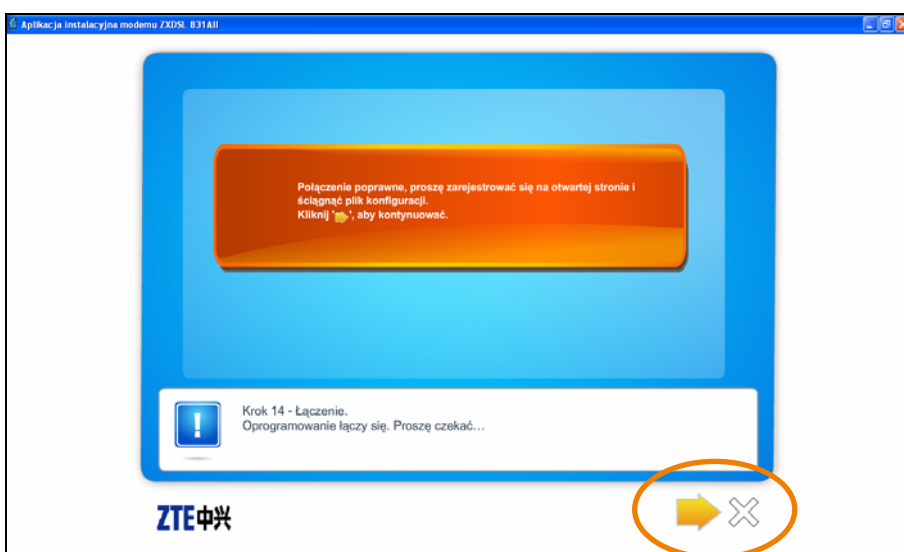 Aplikacja instalacyjna modemu ZXDSL 831AII
Połączenie poprawne, proszę zarejestrować się na otwartej stronie i
ściągnąć plik konfiguracji.
Kliknij '', aby kontynuować.
Krok 14 - Łączenie.
Oprogramowanie łączy się. Proszę czekać…
ZTE中兴